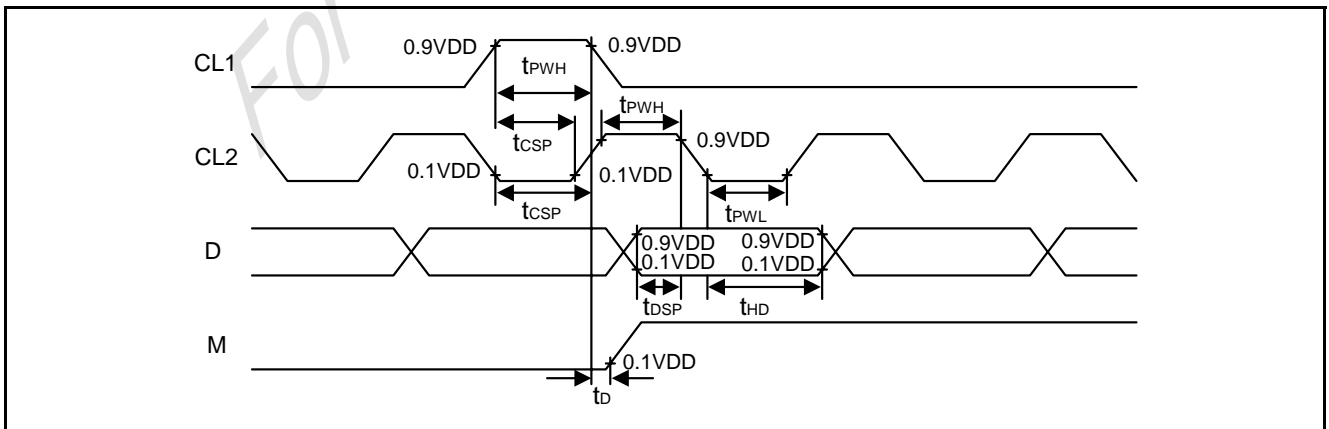 For
CL1
0.9VDD
0.9VDD
tPWH
tPWH
tCSP
CL2
0.9VDD
0.1VDD
0.1VDD
tCSP
tPWL
D
0.9VDD
0.9VDD
0.1VDD
0.1VDD
tDSP
tHD
M
0.1VDD
tD